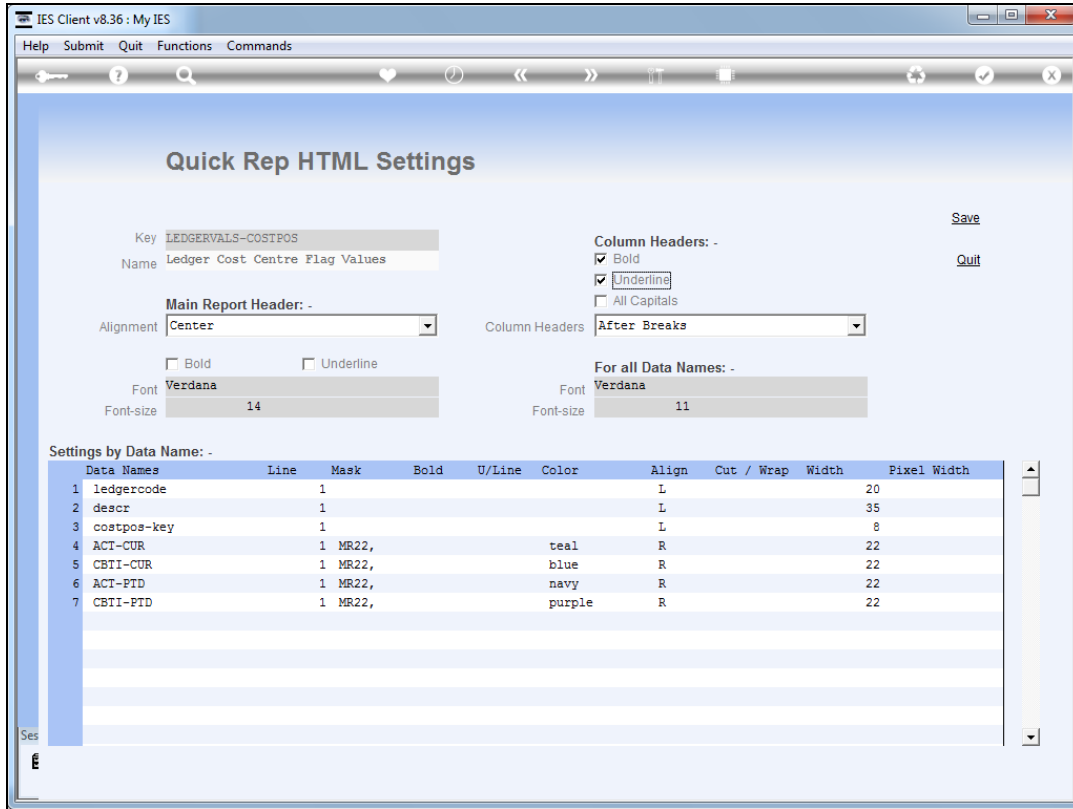 IES Client v8.36 : My IES
Help Submit Quit Functions Commands
Quick Rep HTML Settings
Save
Key LEDGERVALS-COSTPOS
Column Headers: -
Name Ledger Cost Centre Flag Values
Bold
Quit
Underline
Main Report Header: -
All Capitals
Alignment Center
Column Headers After Breaks
Bold Underline
For all Data Names: -
Font Verdana
Font Verdana
Font-size 14
Font-size 11
Settings by Data Name: -
Data Names Line Mask Bold U/Line Color Align Cut / Wrap Width Pixel Width
1 ledgercode 1 L 20
2 descr 1 L 35
3 costpos-key 1 L 8
4 ACT-CUR 1 MR22, teal R 22
5 CBTI-CUR 1 MR22, blue R 22
6 ACT-PTD 1 MR22, navy R 22
7 CBTI-PTD 1 MR22, purple R 22
Ses